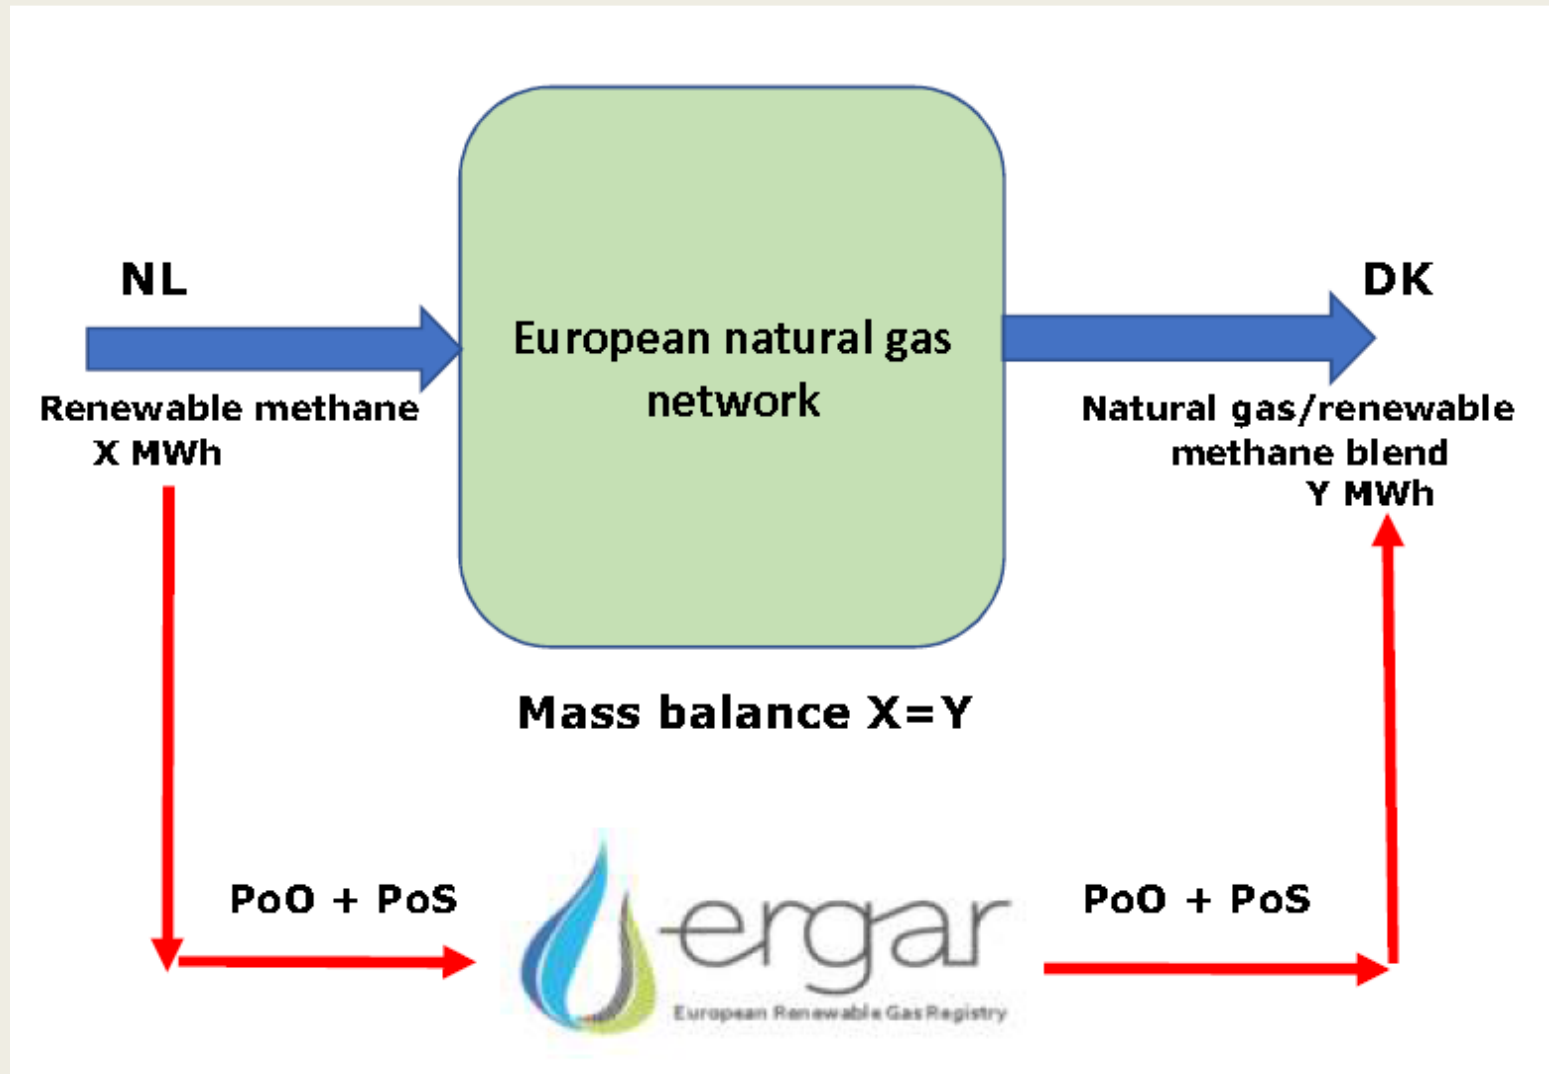 NL
DK
European natural gas
network
Renewable methane
X MWh
Natural gas/renewable
methane blend
Y MWh
Mass balance X=Y
PoO + PoS
ergar
European Renewable Gas Registry
PoO + PoS